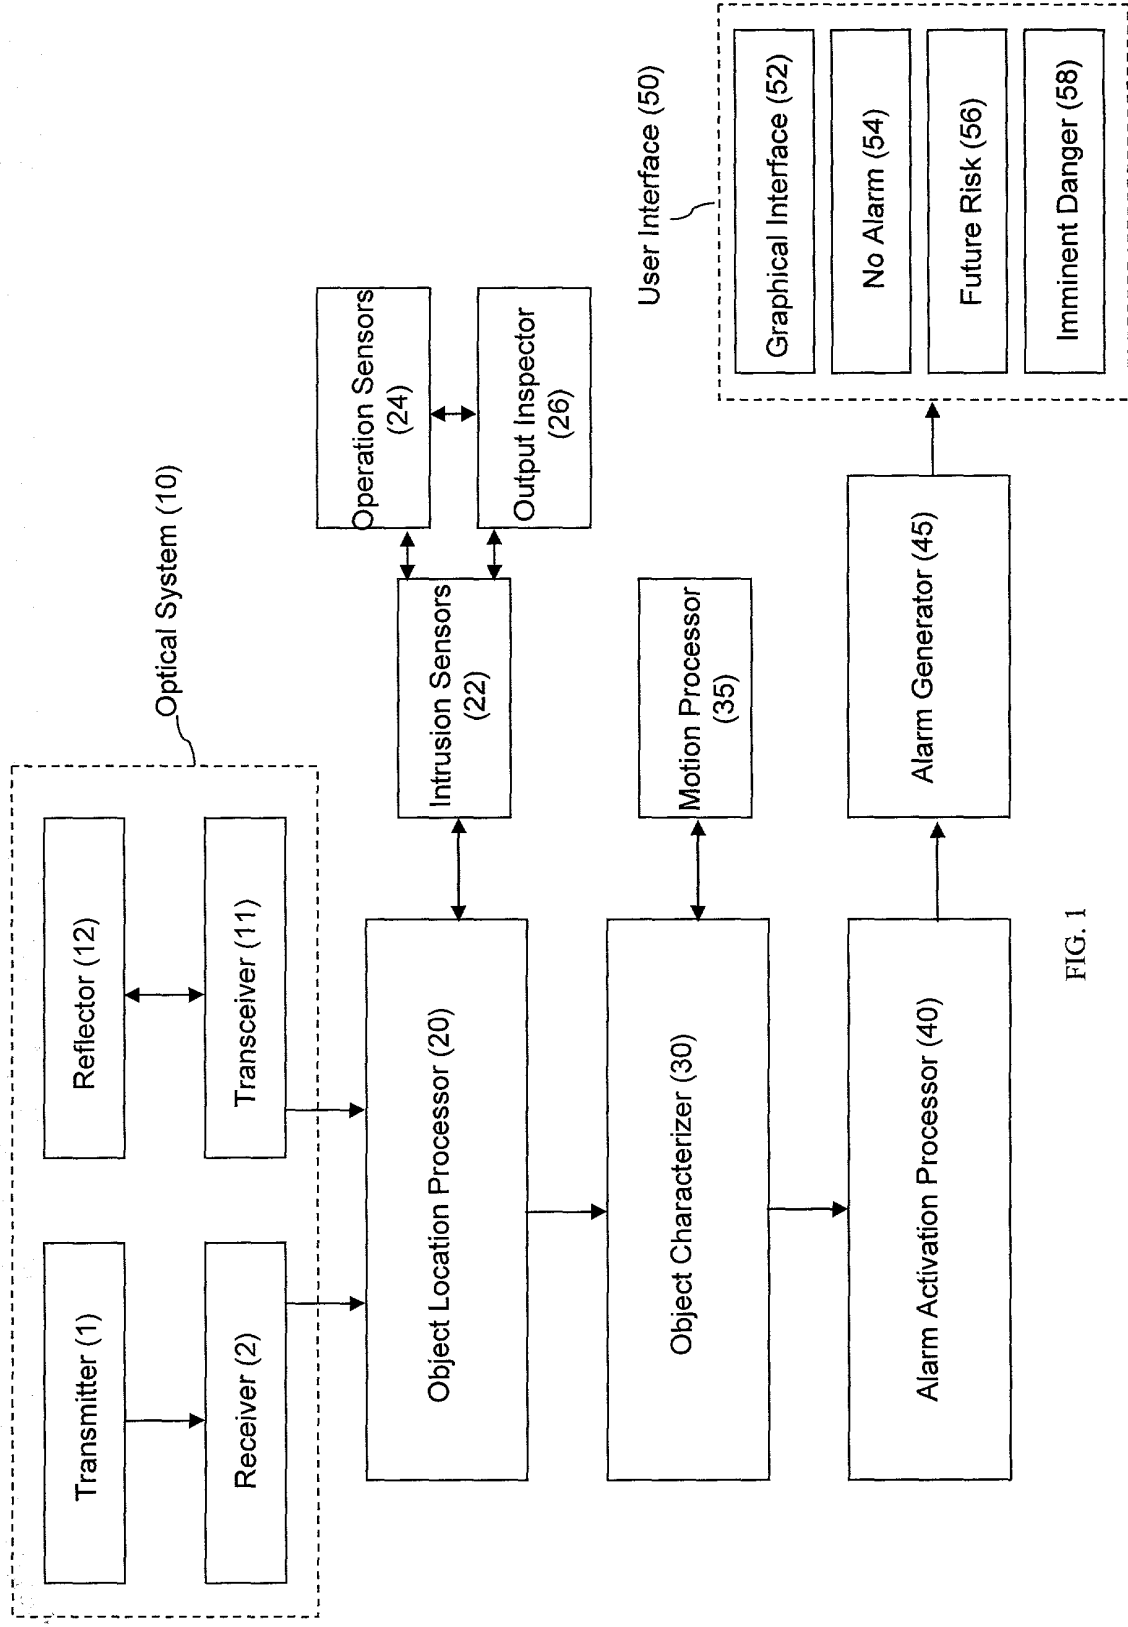 Optical System (10)
Transmitter (1)
Reflector (12)
Receiver (2)
Transceiver (11)
Object Location Processor (20)
Intrusion Sensors
(22)
Operation Sensors
(24)
Output Inspector
(26)
Object Characterizer (30)
Motion Processor
(35)
Alarm Activation Processor (40)
Alarm Generator (45)
User Interface (50)
Graphical Interface (52)
No Alarm (54)
Future Risk (56)
Imminent Danger (58)
FIG. 1